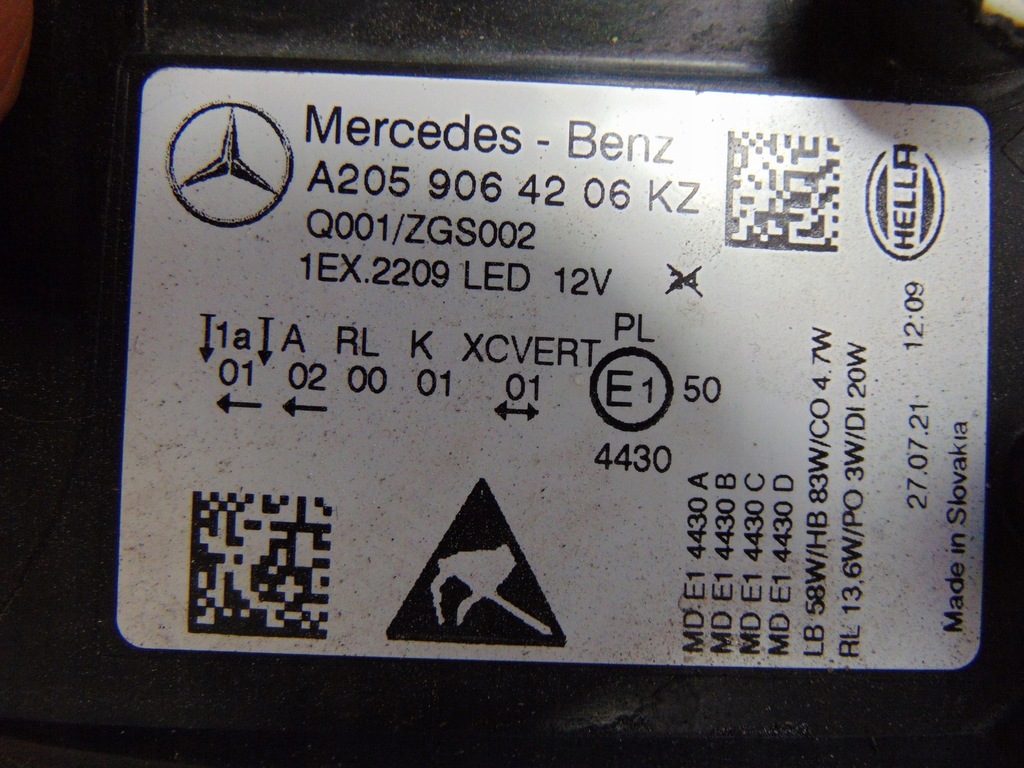 Mercedes - Benz
A205 906 42 06 KZ
Q001/ZGS002
1EX.2209 LED 12V
HELLA
1a A RL K XCVERT PL
01 02 00 01 01 E1 50
4430
MD E1 4430 A
MD E1 4430 B
MD E1 4430 C
MD E1 4430 D
LB 58W/HB 83W/CO 4.7W
RL 13,6W/PO 3W/DI 20W
27.07.21 12:09
Made in Slovakia